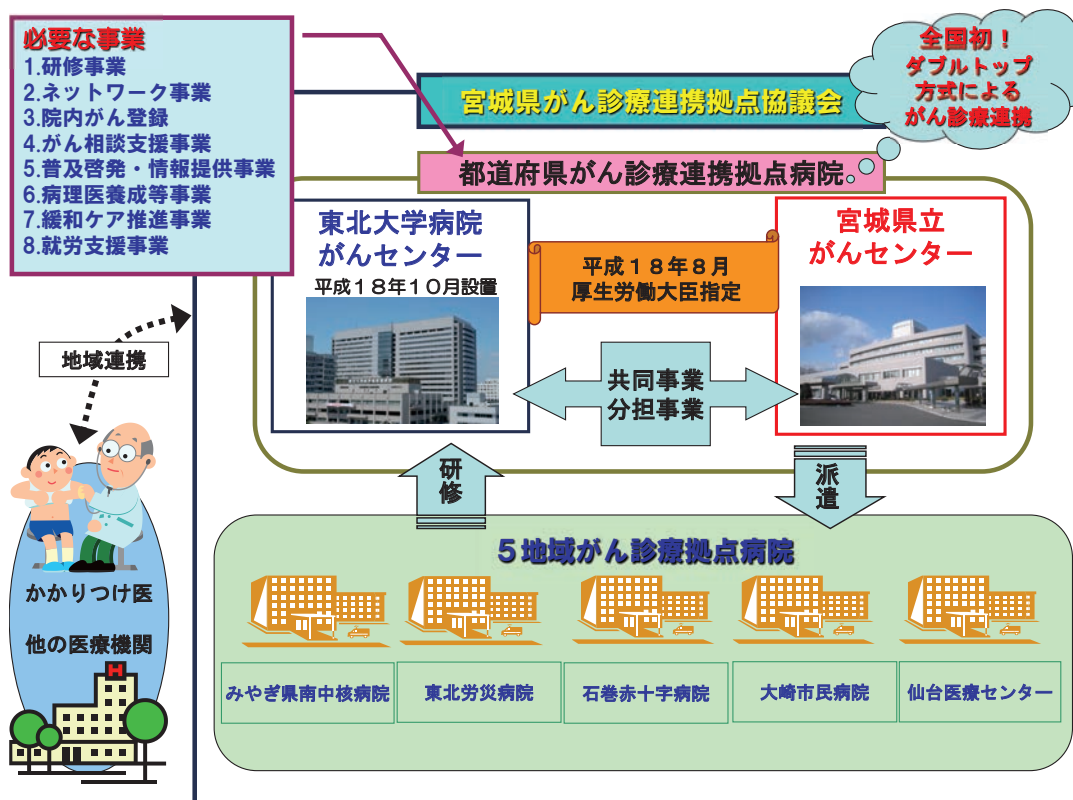 必要な事業
1.研修事業
2.ネットワーク事業
3.院内がん登録
4.がん相談支援事業
5.普及啓発・情報提供事業
6.病理医養成等事業
7.緩和ケア推進事業
8.就労支援事業
宮城県がん診療連携拠点協議会
全国初！
ダブルトップ
方式による
がん診療連携
都道府県がん診療連携拠点病院
東北大学病院
がんセンター
平成１８年１０月設置
平成１８年８月
厚生労働大臣指定
宮城県立
がんセンター
共同事業
分担事業
地域連携
研修
派遣
かかりつけ医
他の医療機関
H
５地域がん診療拠点病院
みやぎ県南中核病院
東北労災病院
石巻赤十字病院
大崎市民病院
仙台医療センター